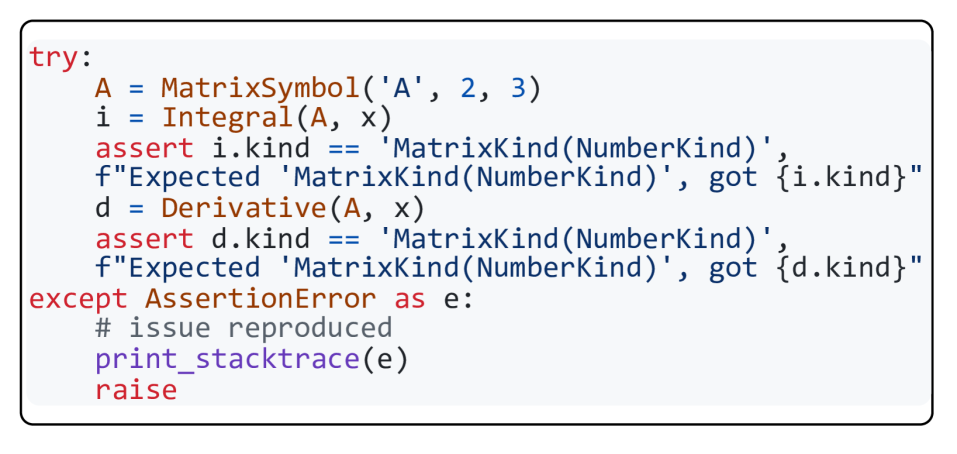 try:
    A = MatrixSymbol('A', 2, 3)
    i = Integral(A, x)
    assert i.kind == 'MatrixKind(NumberKind)',
    f"Expected 'MatrixKind(NumberKind)', got {i.kind}"
    d = Derivative(A, x)
    assert d.kind == 'MatrixKind(NumberKind)',
    f"Expected 'MatrixKind(NumberKind)', got {d.kind}"
except AssertionError as e:
    # issue reproduced
    print_stacktrace(e)
    raise